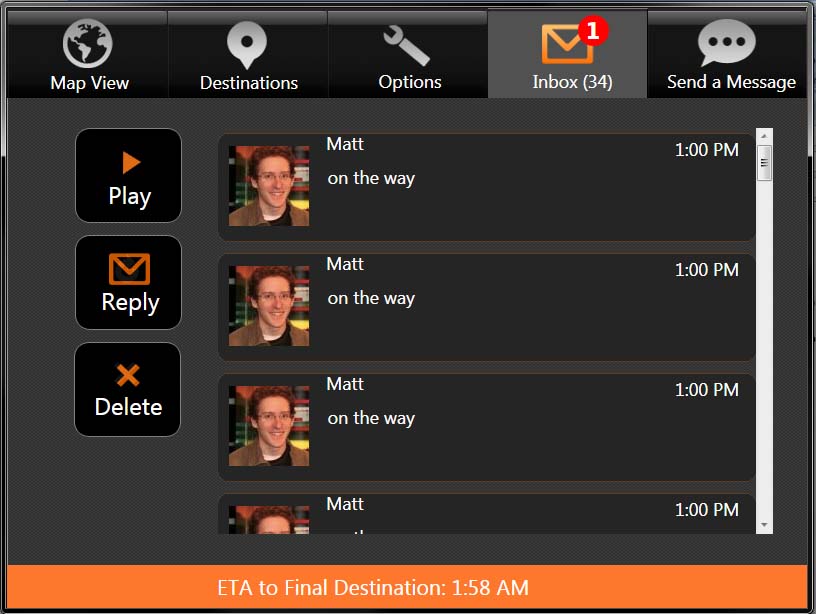 Map View
Destinations
Options
1
Inbox (34)
Send a Message
Play
Reply
Delete
Matt
1:00 PM
on the way
Matt
1:00 PM
on the way
Matt
1:00 PM
on the way
Matt
1:00 PM
ETA to Final Destination: 1:58 AM